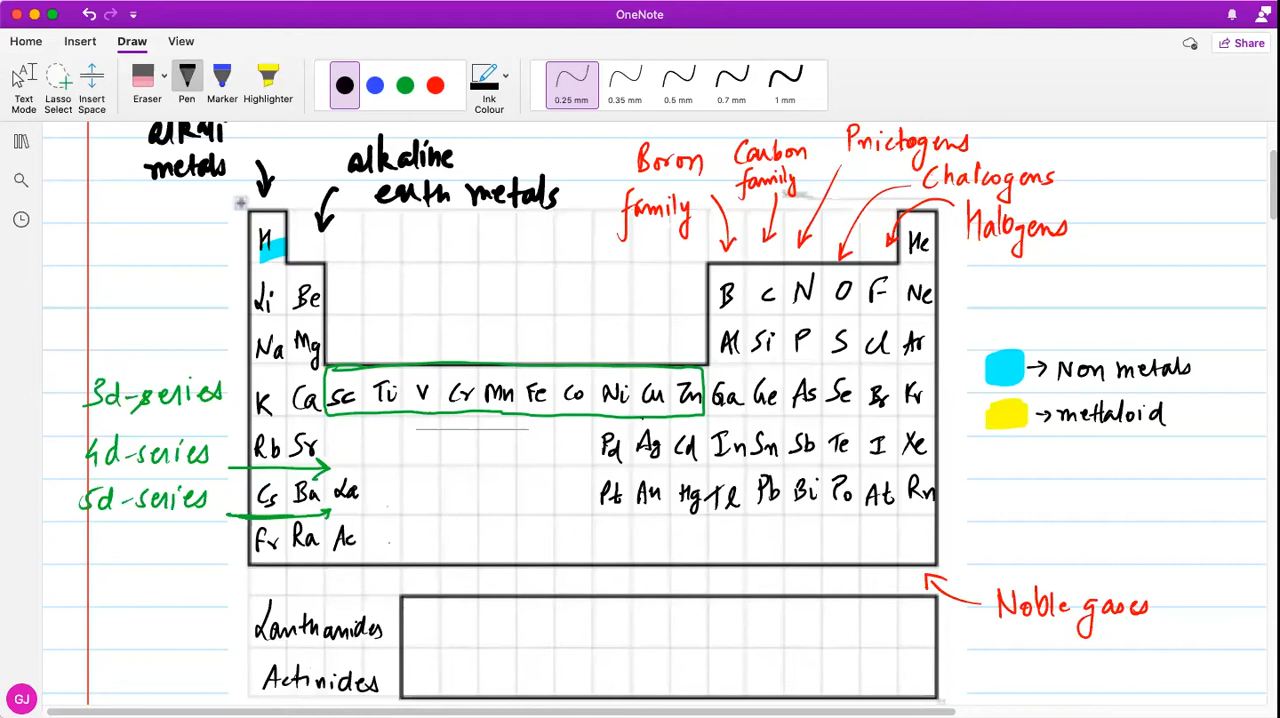 OneNote
Home Insert Draw View
Share
Text Mode
Lasso Select
Insert Space
Eraser
Pen
Marker
Highlighter
Ink Colour
0.25 mm
0.35 mm
0.5 mm
0.7 mm
1 mm
alkali
metals
alkaline
earth metals
Boron
family
Carbon
family
Pnictogens
Chalcogens
Halogens
H He
Li Be B C N O F Ne
Na Mg Al Si P S Cl Ar
3d-series
K Ca Sc Ti V Cr Mn Fe Co Ni Cu Zn Ga Ge As Se Br Kr
4d-series
Rb Sr Pd Ag Cd In Sn Sb Te I Xe
5d-series
Cs Ba La Pt Au Hg Tl Pb Bi Po At Rn
Fr Ra Ac
Non metals
mettaloid
Noble gases
Lanthanides
Actinides
GJ